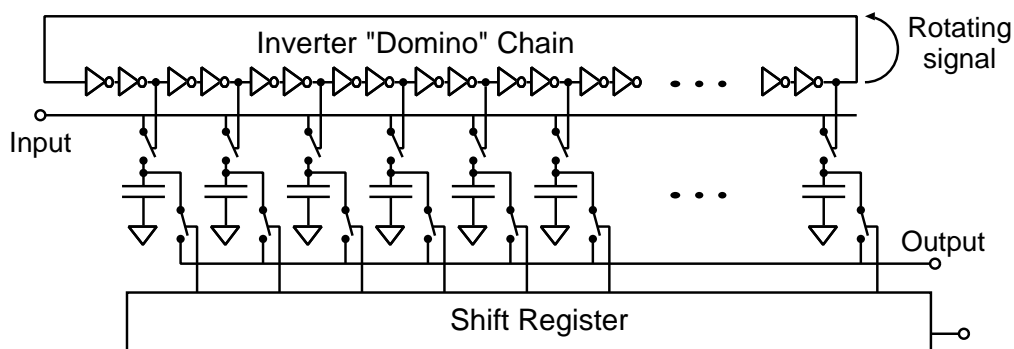 Inverter "Domino" Chain
Rotating
signal
Input
Output
Shift Register